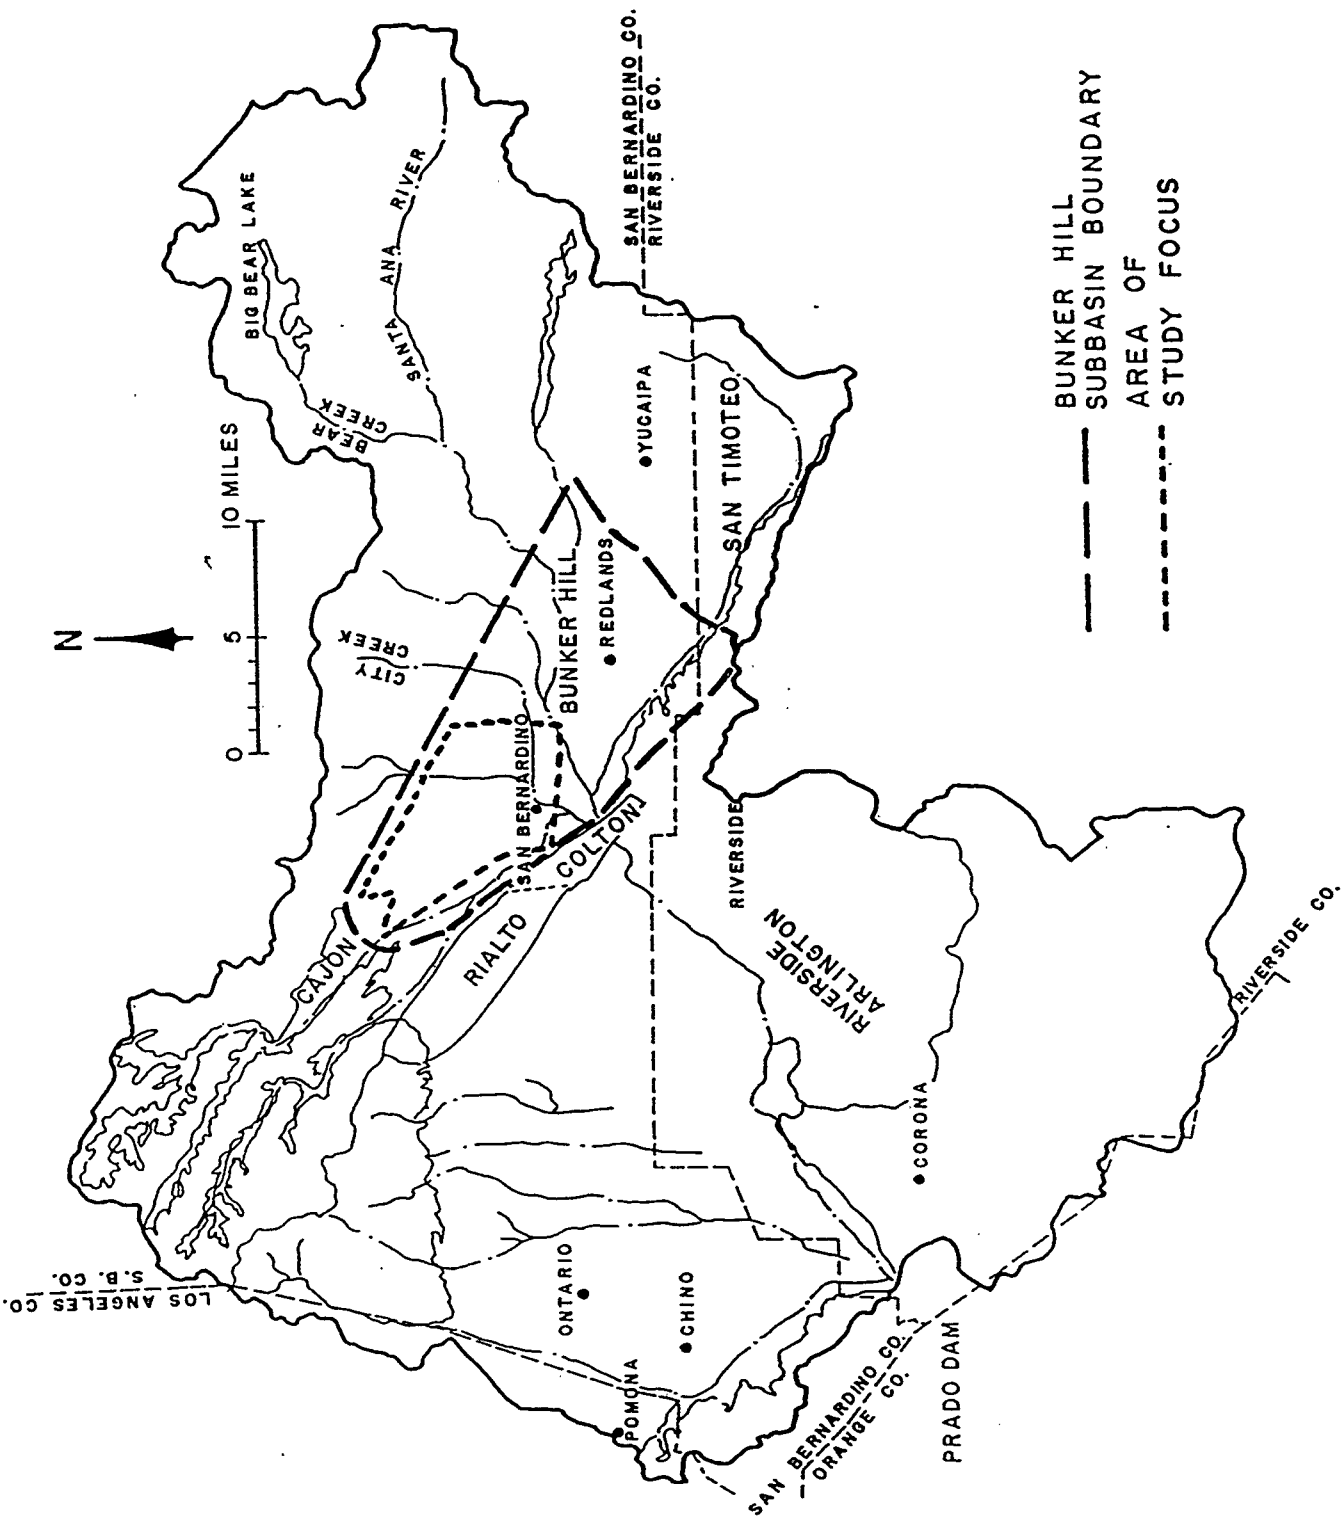 N
0 5 10 MILES
LOS ANGELES CO.
S.B. CO.
BIG BEAR LAKE
BEAR
CREEK
SANTA ANA RIVER
CITY
CREEK
CAJON
RIALTO
SAN BERNARDINO
COLTON
BUNKER HILL
REDLANDS
YUCAIPA
SAN TIMOTEO
SAN BERNARDINO CO.
RIVERSIDE CO.
ONTARIO
CHINO
POMONA
RIVERSIDE
RIVERSIDE
ARLINGTON
CORONA
PRADO DAM
SAN BERNARDINO CO.
ORANGE CO.
RIVERSIDE CO.
BUNKER HILL
SUBBASIN BOUNDARY
AREA OF
STUDY FOCUS